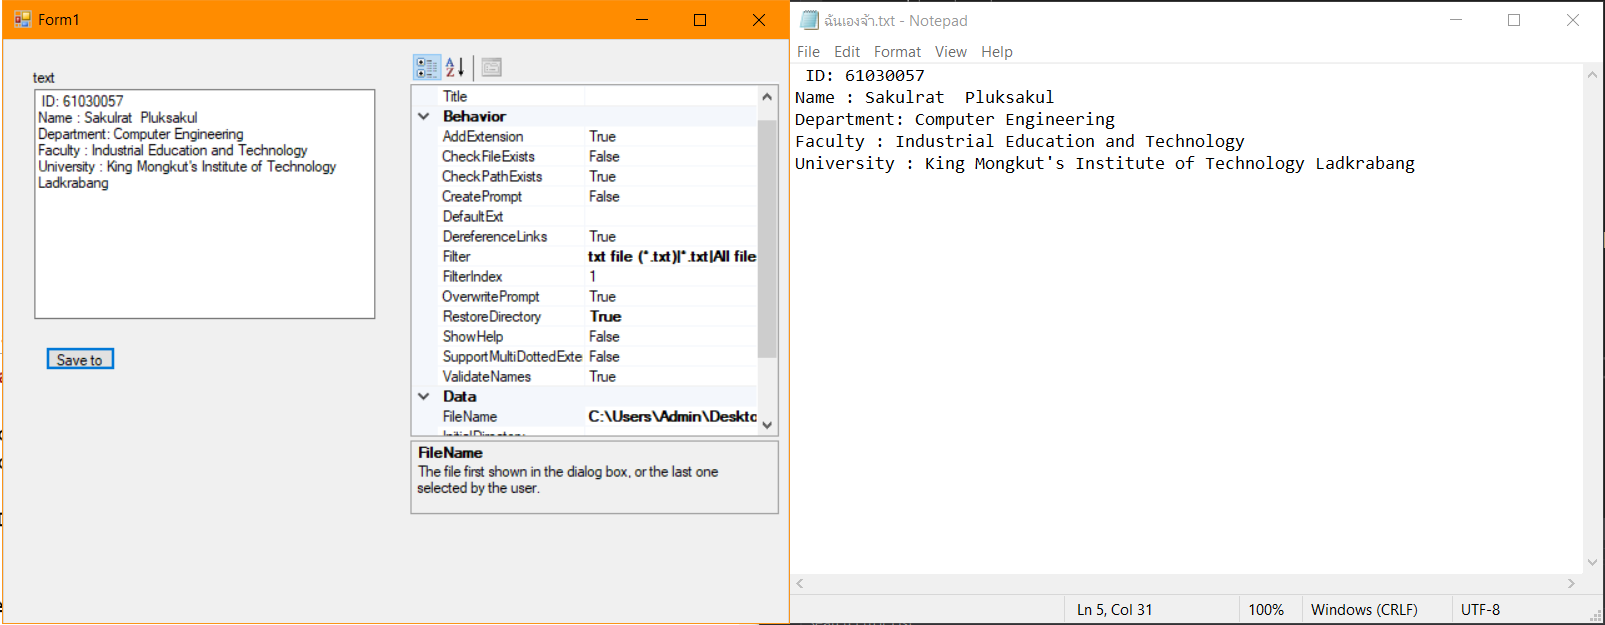 Form1
text
ID: 61030057
Name : Sakulrat  Pluksakul
Department: Computer Engineering
Faculty : Industrial Education and Technology
University : King Mongkut's Institute of Technology
Ladkrabang
Save to
Title
Behavior
AddExtension True
CheckFileExists False
CheckPathExists True
CreatePrompt False
DefaultExt
DereferenceLinks True
Filter txt file (*.txt)|*.txt|All file
FilterIndex 1
OverwritePrompt True
RestoreDirectory True
ShowHelp False
SupportMultiDottedExte False
ValidateNames True
Data
FileName C:\Users\Admin\Deskto
FileName
The file first shown in the dialog box, or the last one
selected by the user.
ฉันเองจ้า.txt - Notepad
File Edit Format View Help
ID: 61030057
Name : Sakulrat  Pluksakul
Department: Computer Engineering
Faculty : Industrial Education and Technology
University : King Mongkut's Institute of Technology Ladkrabang
Ln 5, Col 31 100% Windows (CRLF) UTF-8